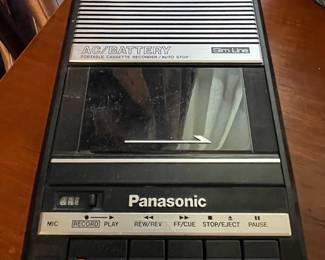 AC/BATTERY
Slim Line
PORTABLE CASSETTE RECORDER/AUTO STOP
Panasonic
MIC RECORD PLAY REW/REV FF/CUE STOP/EJECT PAUSE